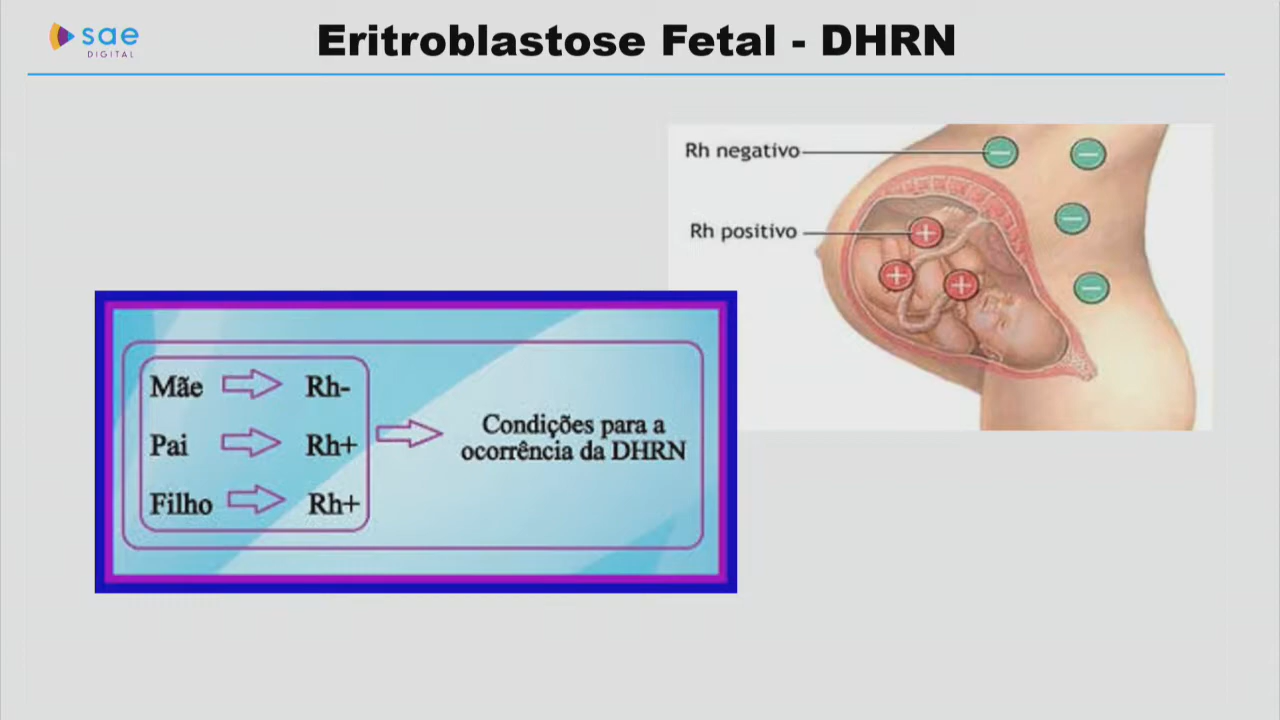 sae
DIGITAL
Eritroblastose Fetal - DHRN
Rh negativo
Rh positivo
Mãe Rh-
Pai Rh+
Filho Rh+
Condições para a
ocorrência da DHRN